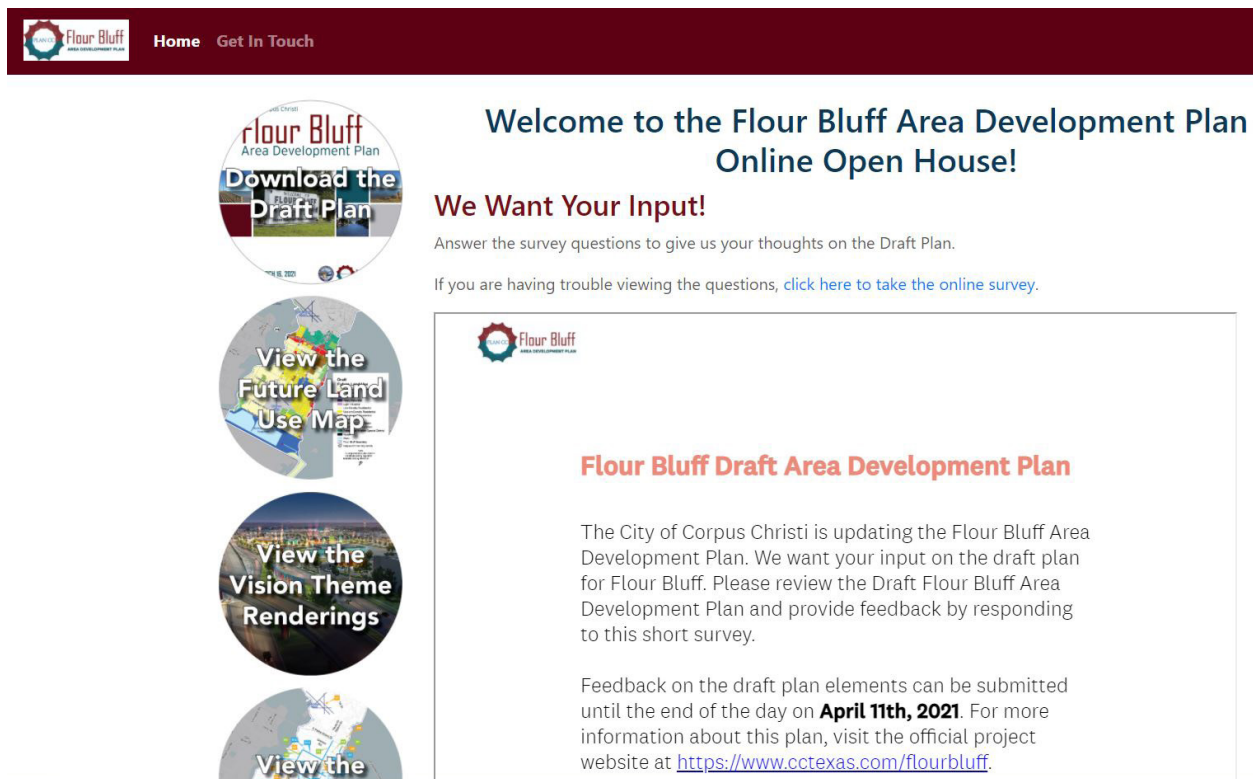 PLAN CC Flour Bluff
AREA DEVELOPMENT PLAN
Home Get In Touch
Flour Bluff
Area Development Plan
Download the
Draft Plan
View the
Future Land
Use Map
View the
Vision Theme
Renderings
View the
Welcome to the Flour Bluff Area Development Plan
Online Open House!
We Want Your Input!
Answer the survey questions to give us your thoughts on the Draft Plan.
If you are having trouble viewing the questions, click here to take the online survey.
PLAN CC Flour Bluff
AREA DEVELOPMENT PLAN
Flour Bluff Draft Area Development Plan
The City of Corpus Christi is updating the Flour Bluff Area
Development Plan. We want your input on the draft plan
for Flour Bluff. Please review the Draft Flour Bluff Area
Development Plan and provide feedback by responding
to this short survey.
Feedback on the draft plan elements can be submitted
until the end of the day on April 11th, 2021. For more
information about this plan, visit the official project
website at https://www.cctexas.com/flourbluff.